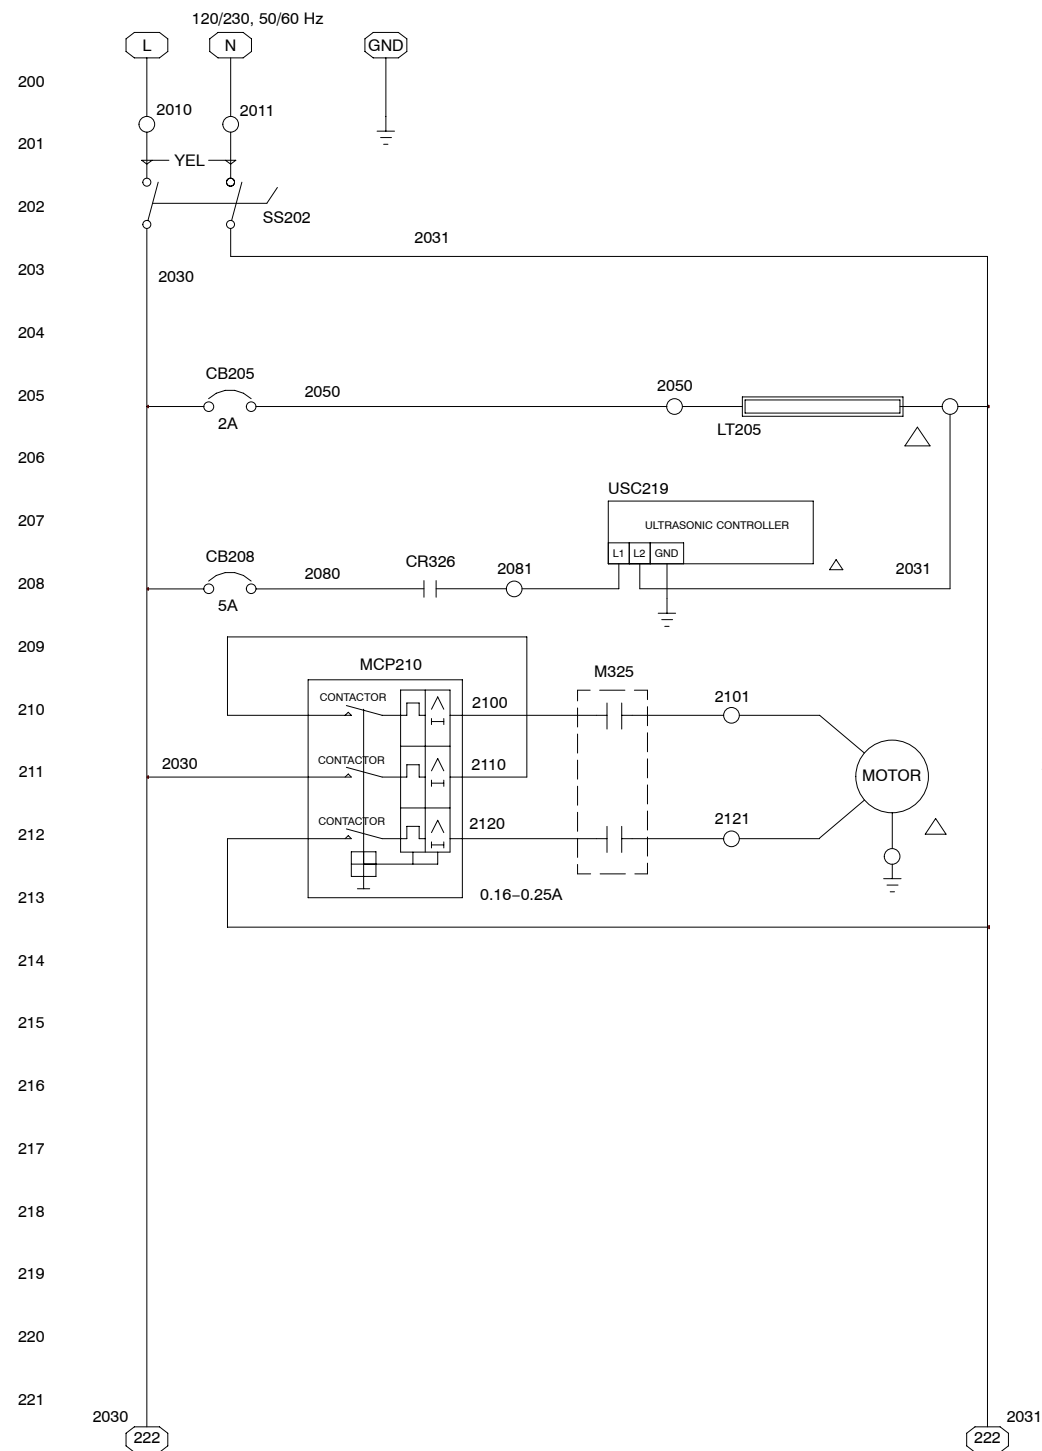 120/230, 50/60 Hz
L
N
GND
200
2010
2011
201
YEL
202
SS202
2031
203
2030
204
CB205
205
2050
2050
2A
LT205
206
USC219
207
ULTRASONIC CONTROLLER
L1
L2
GND
CB208
CR326
2081
208
2080
2031
5A
209
MCP210
M325
CONTACTOR
210
2100
2101
CONTACTOR
211
2030
2110
MOTOR
CONTACTOR
212
2120
2121
213
0.16–0.25A
214
215
216
217
218
219
220
221
2030
2031
222
222